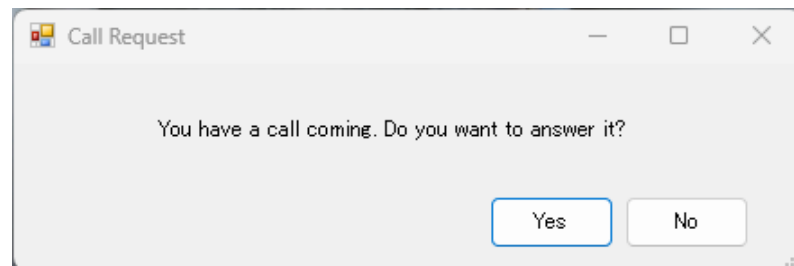 Call Request
You have a call coming. Do you want to answer it?
Yes
No